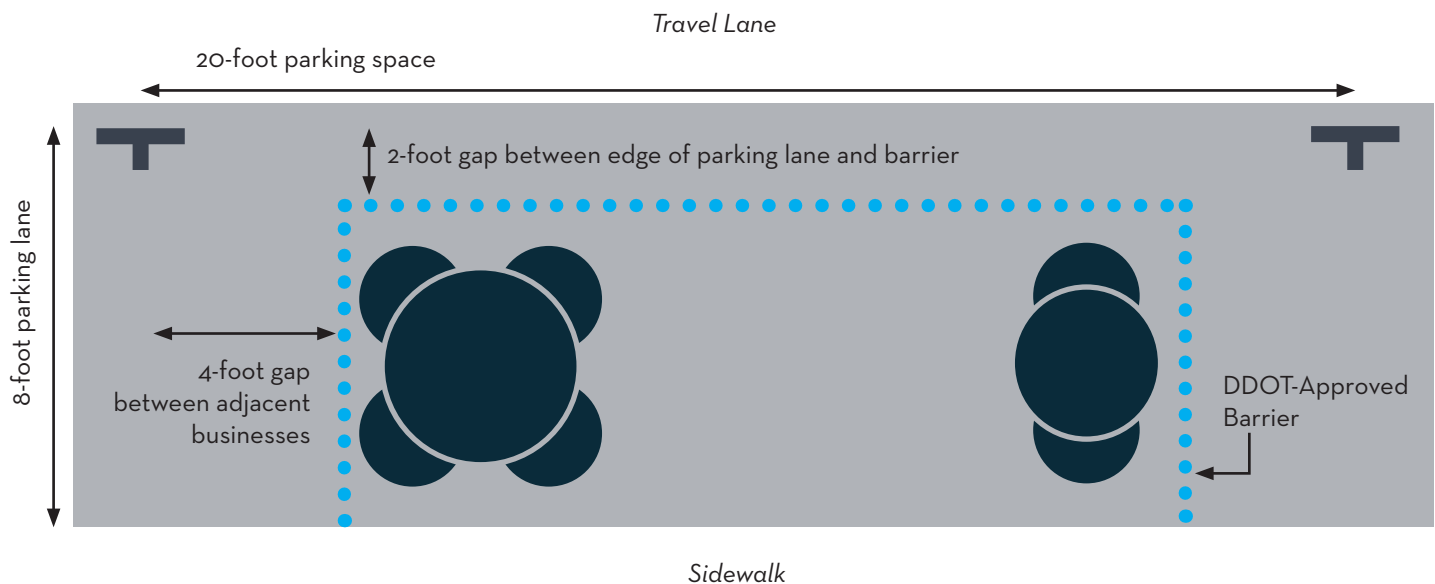 Travel Lane
20-foot parking space
2-foot gap between edge of parking lane and barrier
8-foot parking lane
4-foot gap
between adjacent
businesses
DDOT-Approved
Barrier
Sidewalk